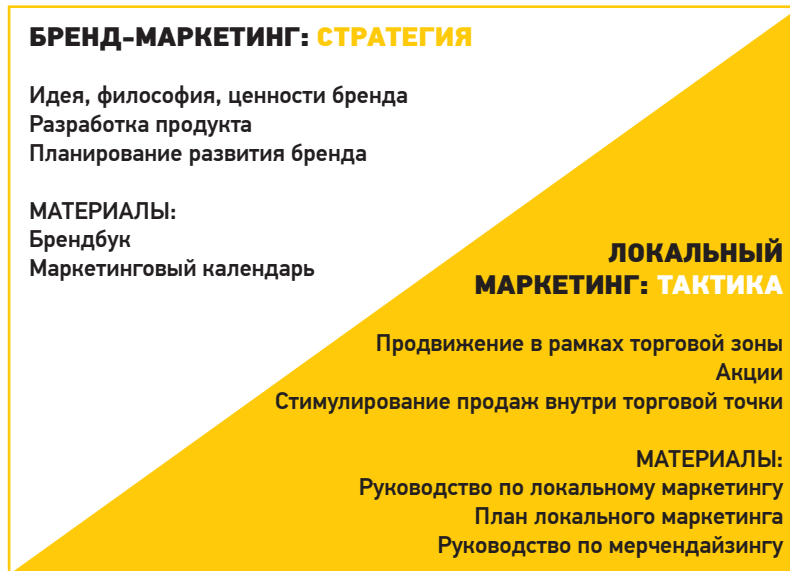 БРЕНД-МАРКЕТИНГ: СТРАТЕГИЯ
Идея, философия, ценности бренда
Разработка продукта
Планирование развития бренда
МАТЕРИАЛЫ:
Брендбук
Маркетинговый календарь
ЛОКАЛЬНЫЙ
МАРКЕТИНГ: ТАКТИКА
Продвижение в рамках торговой зоны
Акции
Стимулирование продаж внутри торговой точки
МАТЕРИАЛЫ:
Руководство по локальному маркетингу
План локального маркетинга
Руководство по мерчендайзингу